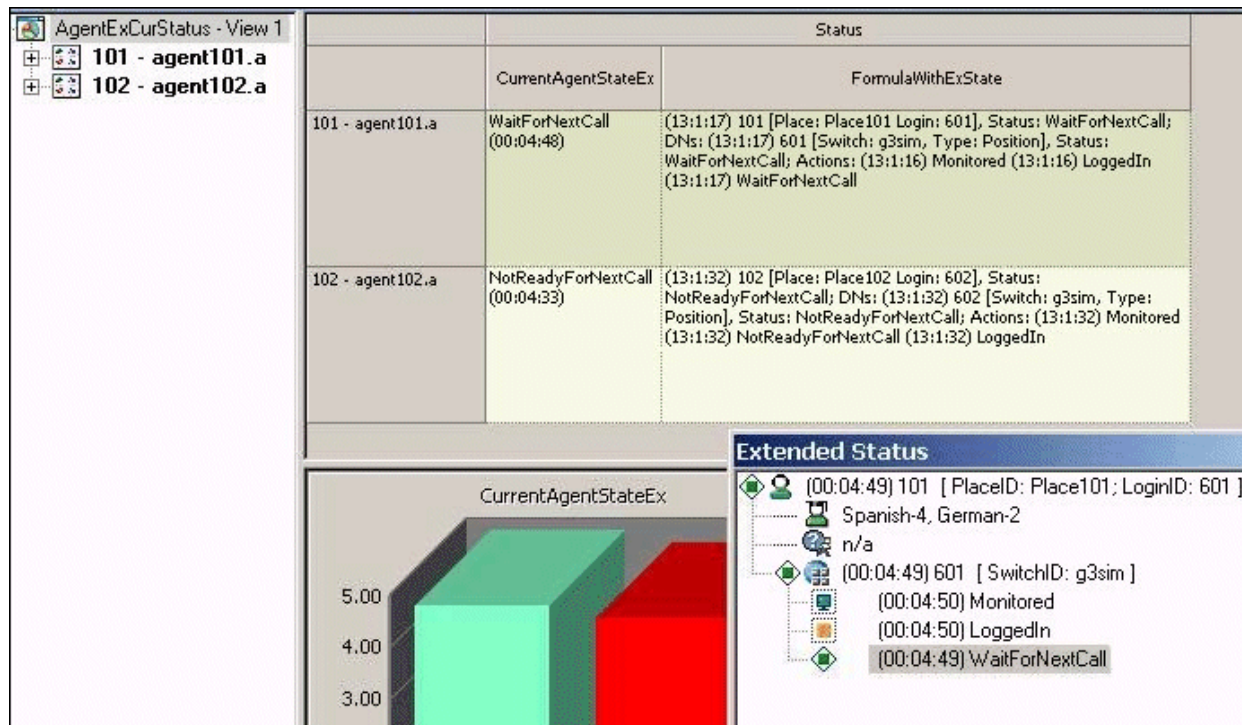 AgentExCurStatus - View 1
101 - agent101.a
102 - agent102.a
Status
CurrentAgentStateEx
FormulaWithExState
101 - agent101.a
WaitForNextCall
(00:04:48)
(13:1:17) 101 [Place: Place101 Login: 601], Status: WaitForNextCall;
DNs: (13:1:17) 601 [Switch: g3sim, Type: Position], Status:
WaitForNextCall; Actions: (13:1:16) Monitored (13:1:16) LoggedIn
(13:1:17) WaitForNextCall
102 - agent102.a
NotReadyForNextCall
(00:04:33)
(13:1:32) 102 [Place: Place102 Login: 602], Status:
NotReadyForNextCall; DNs: (13:1:32) 602 [Switch: g3sim, Type:
Position], Status: NotReadyForNextCall; Actions: (13:1:32) Monitored
(13:1:32) NotReadyForNextCall (13:1:32) LoggedIn
CurrentAgentStateEx
5.00
4.00
3.00
Extended Status
(00:04:49) 101 [ PlaceID: Place101; LoginID: 601 ]
Spanish-4, German-2
n/a
(00:04:49) 601 [ SwitchID: g3sim ]
(00:04:50) Monitored
(00:04:50) LoggedIn
(00:04:49) WaitForNextCall